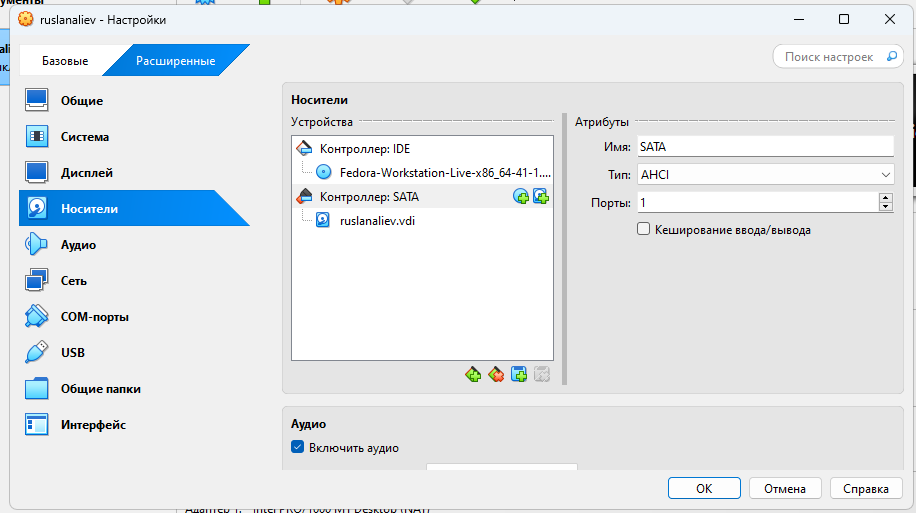 ruslanaliev - Настройки
Базовые
Расширенные
Поиск настроек
Общие
Система
Дисплей
Носители
Аудио
Сеть
COM-порты
USB
Общие папки
Интерфейс
Носители
Устройства
Контроллер: IDE
Fedora-Workstation-Live-x86_64-41-1....
Контроллер: SATA
ruslanaliev.vdi
Атрибуты
Имя: SATA
Тип: AHCI
Порты: 1
Кеширование ввода/вывода
Аудио
Включить аудио
OK
Отмена
Справка